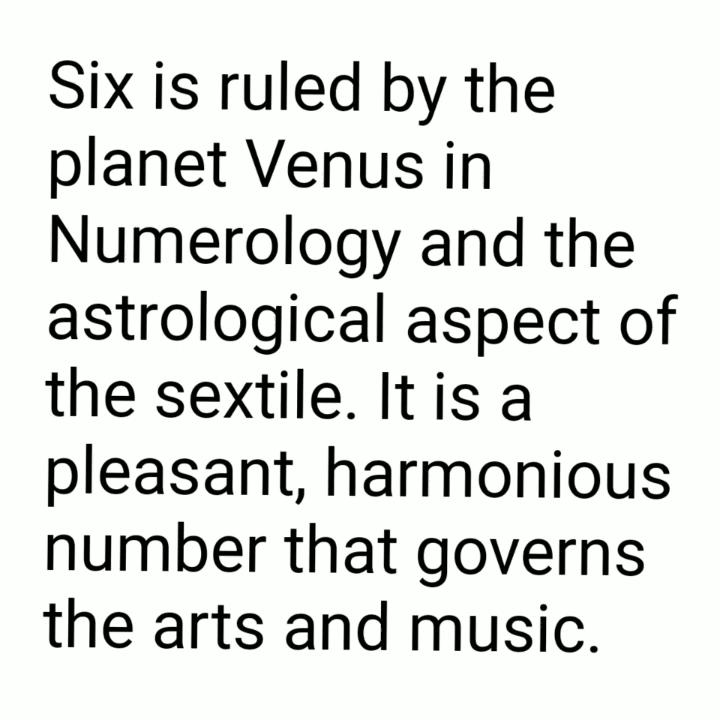 Six is ruled by the
planet Venus in
Numerology and the
astrological aspect of
the sextile. It is a
pleasant, harmonious
number that governs
the arts and music.